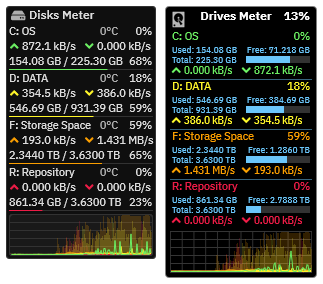 Disks Meter
C: OS 0°C 0%
872.1 kB/s 0.000 kB/s
154.08 GB / 225.30 GB 68%
D: DATA 0°C 18%
354.5 kB/s 386.0 kB/s
546.69 GB / 931.39 GB 59%
F: Storage Space 0°C 59%
193.0 kB/s 1.431 MB/s
2.3440 TB / 3.6300 TB 65%
R: Repository 0°C 0%
0.000 kB/s 0.000 kB/s
861.34 GB / 3.6300 TB 23%
Drives Meter 13%
C: OS 0%
Used: 154.08 GB Free: 71.218 GB
Total: 225.30 GB
0.000 kB/s 872.1 kB/s
D: DATA 18%
Used: 546.69 GB Free: 384.69 GB
Total: 931.39 GB
386.0 kB/s 354.5 kB/s
F: Storage Space 59%
Used: 2.3440 TB Free: 1.2860 TB
Total: 3.6300 TB
1.431 MB/s 193.0 kB/s
R: Repository 0%
Used: 861.34 GB Free: 2.7888 TB
Total: 3.6300 TB
0.000 kB/s 0.000 kB/s